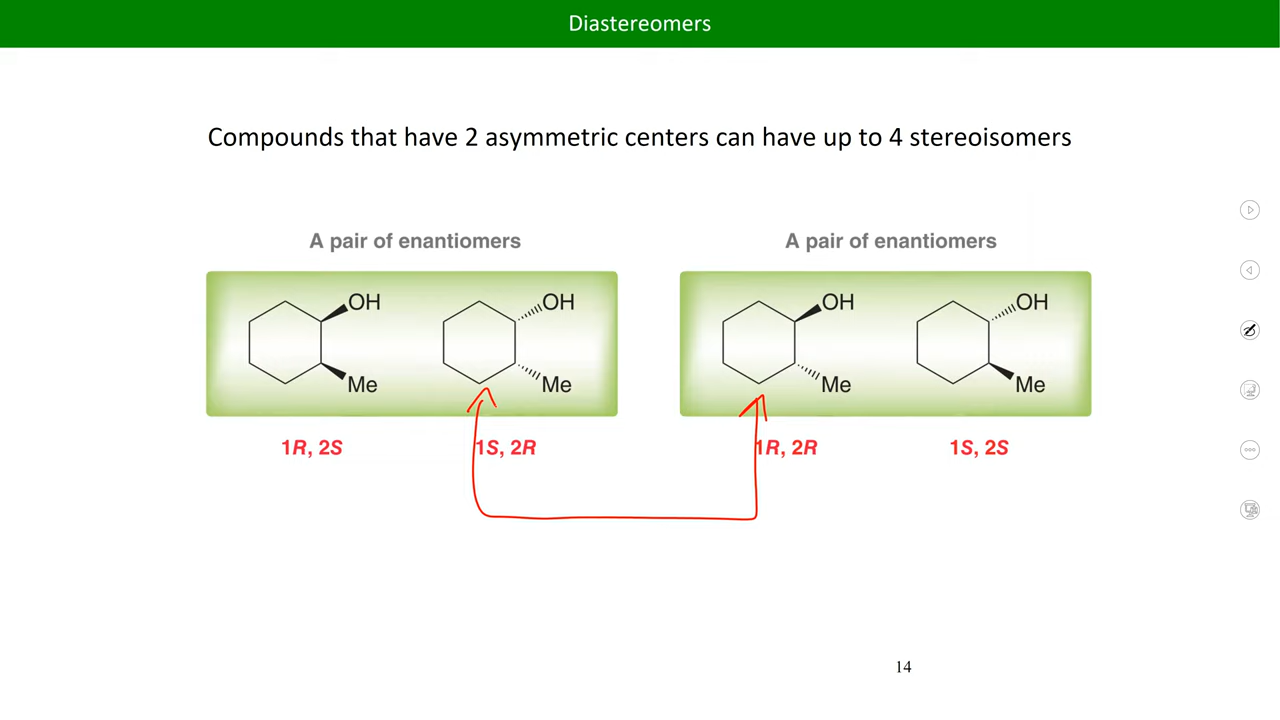 Diastereomers
Compounds that have 2 asymmetric centers can have up to 4 stereoisomers
A pair of enantiomers
A pair of enantiomers
OH
OH
OH
OH
Me
Me
Me
Me
1R, 2S
1S, 2R
1R, 2R
1S, 2S
14